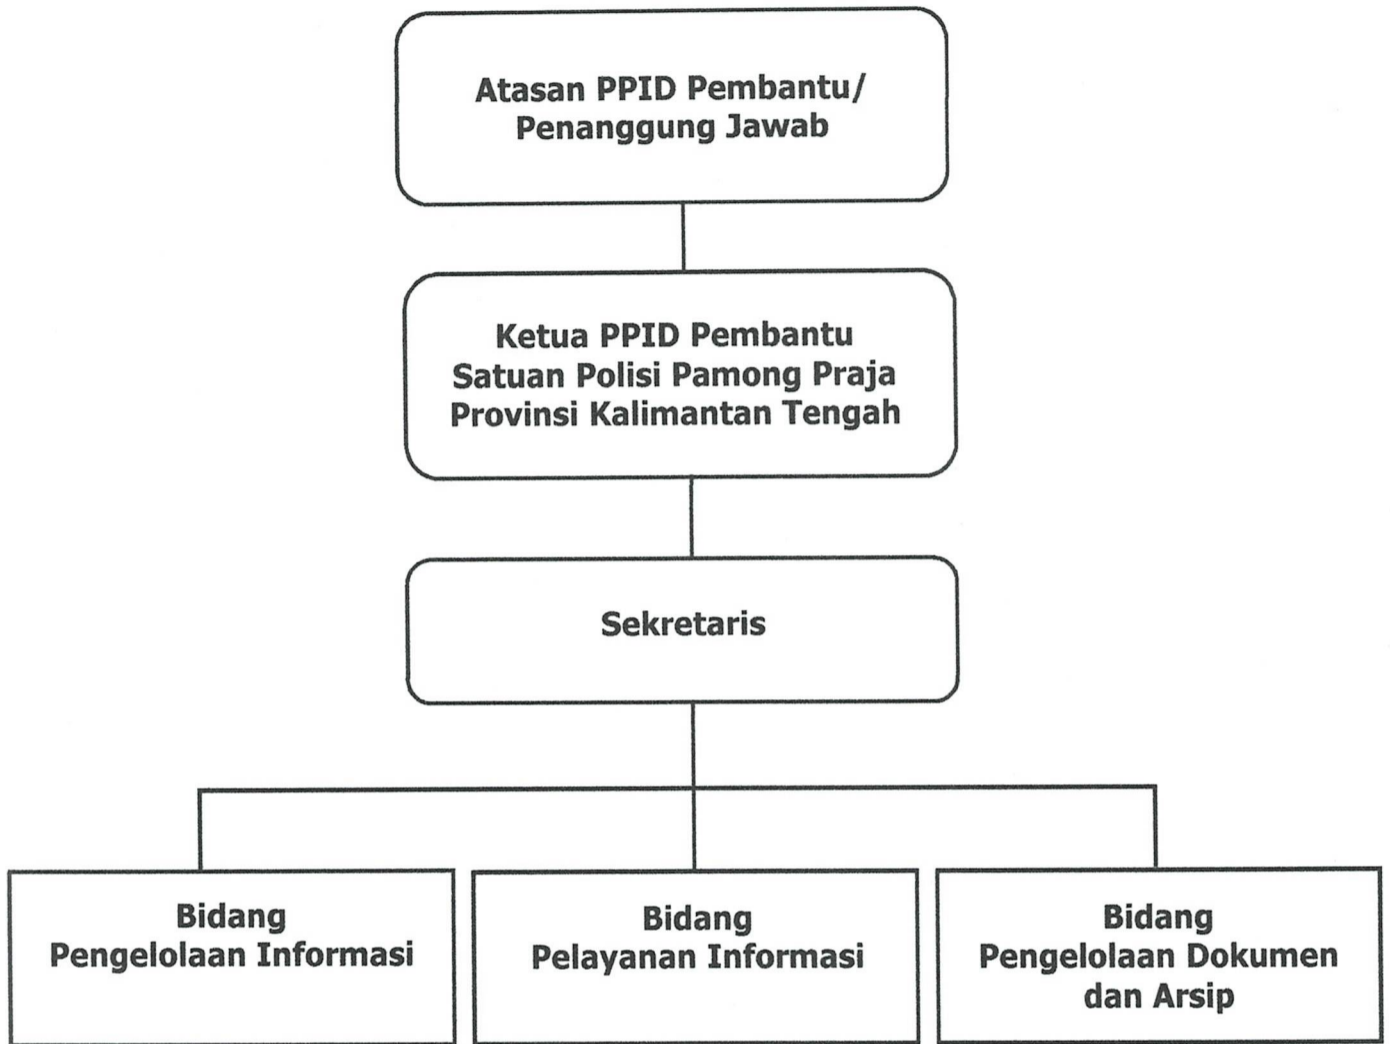 Atasan PPID Pembantu/
Penanggung Jawab
Ketua PPID Pembantu
Satuan Polisi Pamong Praja
Provinsi Kalimantan Tengah
Sekretaris
Bidang
Pengelolaan Informasi
Bidang
Pelayanan Informasi
Bidang
Pengelolaan Dokumen
dan Arsip